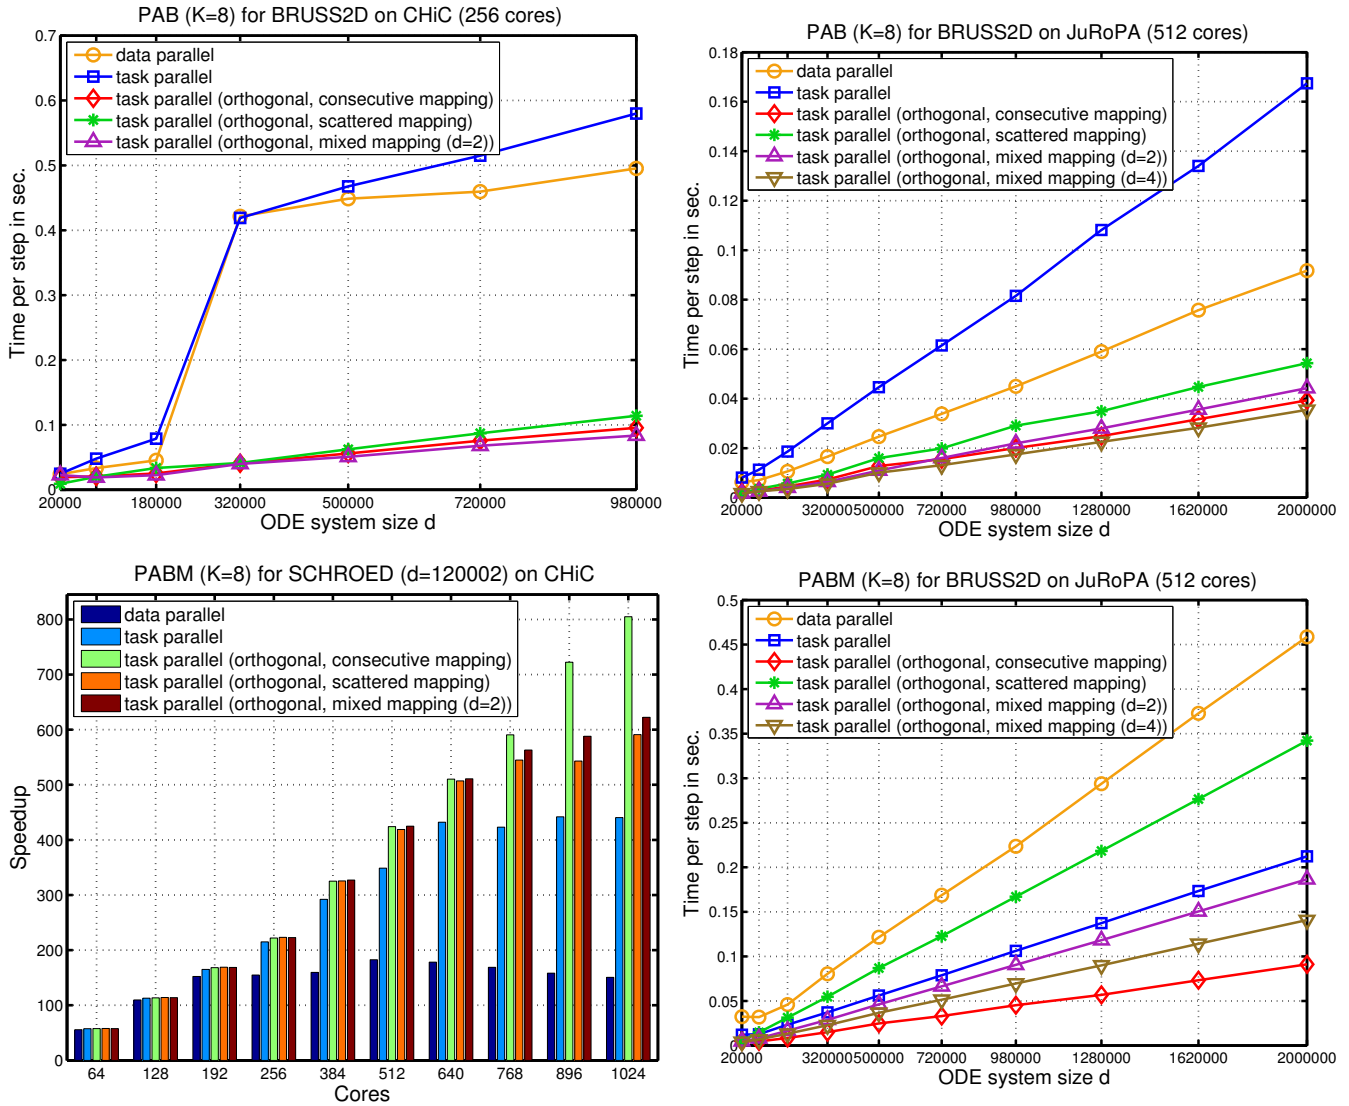 PAB (K=8) for BRUSS2D on CHiC (256 cores)
0.7
0.6
0.5
0.4
0.3
0.2
0.1
0
Time per step in sec.
data parallel
task parallel
task parallel (orthogonal, consecutive mapping)
task parallel (orthogonal, scattered mapping)
task parallel (orthogonal, mixed mapping (d=2))
20000 180000 320000 500000 720000 980000
ODE system size d
PAB (K=8) for BRUSS2D on JuRoPA (512 cores)
0.18
0.16
0.14
0.12
0.1
0.08
0.06
0.04
0.02
0
Time per step in sec.
data parallel
task parallel
task parallel (orthogonal, consecutive mapping)
task parallel (orthogonal, scattered mapping)
task parallel (orthogonal, mixed mapping (d=2))
task parallel (orthogonal, mixed mapping (d=4))
20000 320000 500000 720000 980000 1280000 1620000 2000000
ODE system size d
PABM (K=8) for SCHROED (d=120002) on CHiC
800
700
600
500
400
300
200
100
0
Speedup
data parallel
task parallel
task parallel (orthogonal, consecutive mapping)
task parallel (orthogonal, scattered mapping)
task parallel (orthogonal, mixed mapping (d=2))
64 128 192 256 384 512 640 768 896 1024
Cores
PABM (K=8) for BRUSS2D on JuRoPA (512 cores)
0.5
0.45
0.4
0.35
0.3
0.25
0.2
0.15
0.1
0.05
0
Time per step in sec.
data parallel
task parallel
task parallel (orthogonal, consecutive mapping)
task parallel (orthogonal, scattered mapping)
task parallel (orthogonal, mixed mapping (d=2))
task parallel (orthogonal, mixed mapping (d=4))
20000 320000 500000 720000 980000 1280000 1620000 2000000
ODE system size d